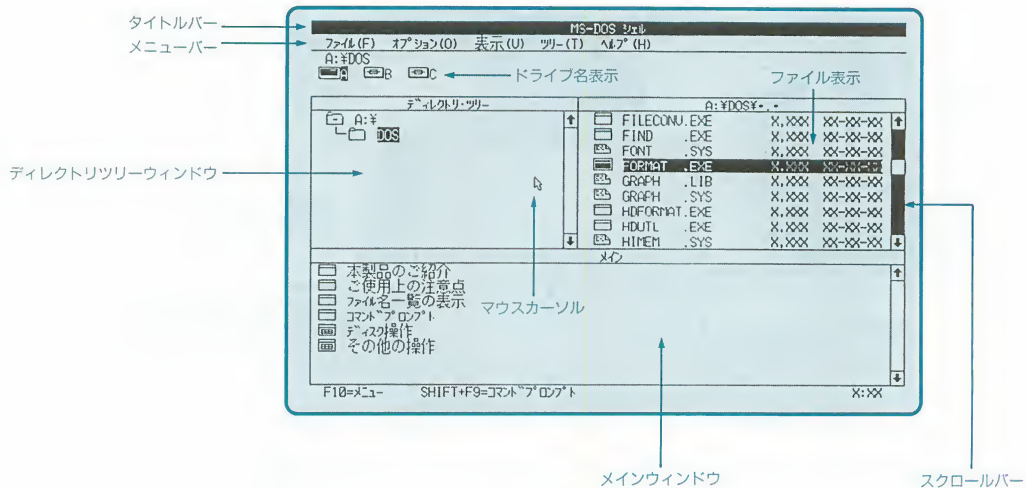 タイトルバー
メニューバー
MS-DOS シェル
ファイル(F) オプション(O) 表示(U) ツリー(T) ヘルプ(H)
A:¥DOS
A B C
ドライブ名表示
ファイル表示
ディレクトリ・ツリー
A:¥
DOS
ディレクトリツリーウィンドウ
A:¥DOS¥*.*
FILECONV.EXE X,XXX XX-XX-XX
FIND .EXE X,XXX XX-XX-XX
FONT .SYS X,XXX XX-XX-XX
FORMAT .EXE X,XXX XX-XX-XX
GRAPH .LIB X,XXX XX-XX-XX
GRAPH .SYS X,XXX XX-XX-XX
HDFORMAT.EXE X,XXX XX-XX-XX
HDUTL .EXE X,XXX XX-XX-XX
HIMEM .SYS X,XXX XX-XX-XX
メイン
本製品のご紹介
ご使用上の注意点
ファイル名一覧の表示
コマンドプロンプト
ディスク操作
その他の操作
マウスカーソル
F10=メニュー SHIFT+F9=コマンドプロンプト X:XX
メインウィンドウ
スクロールバー